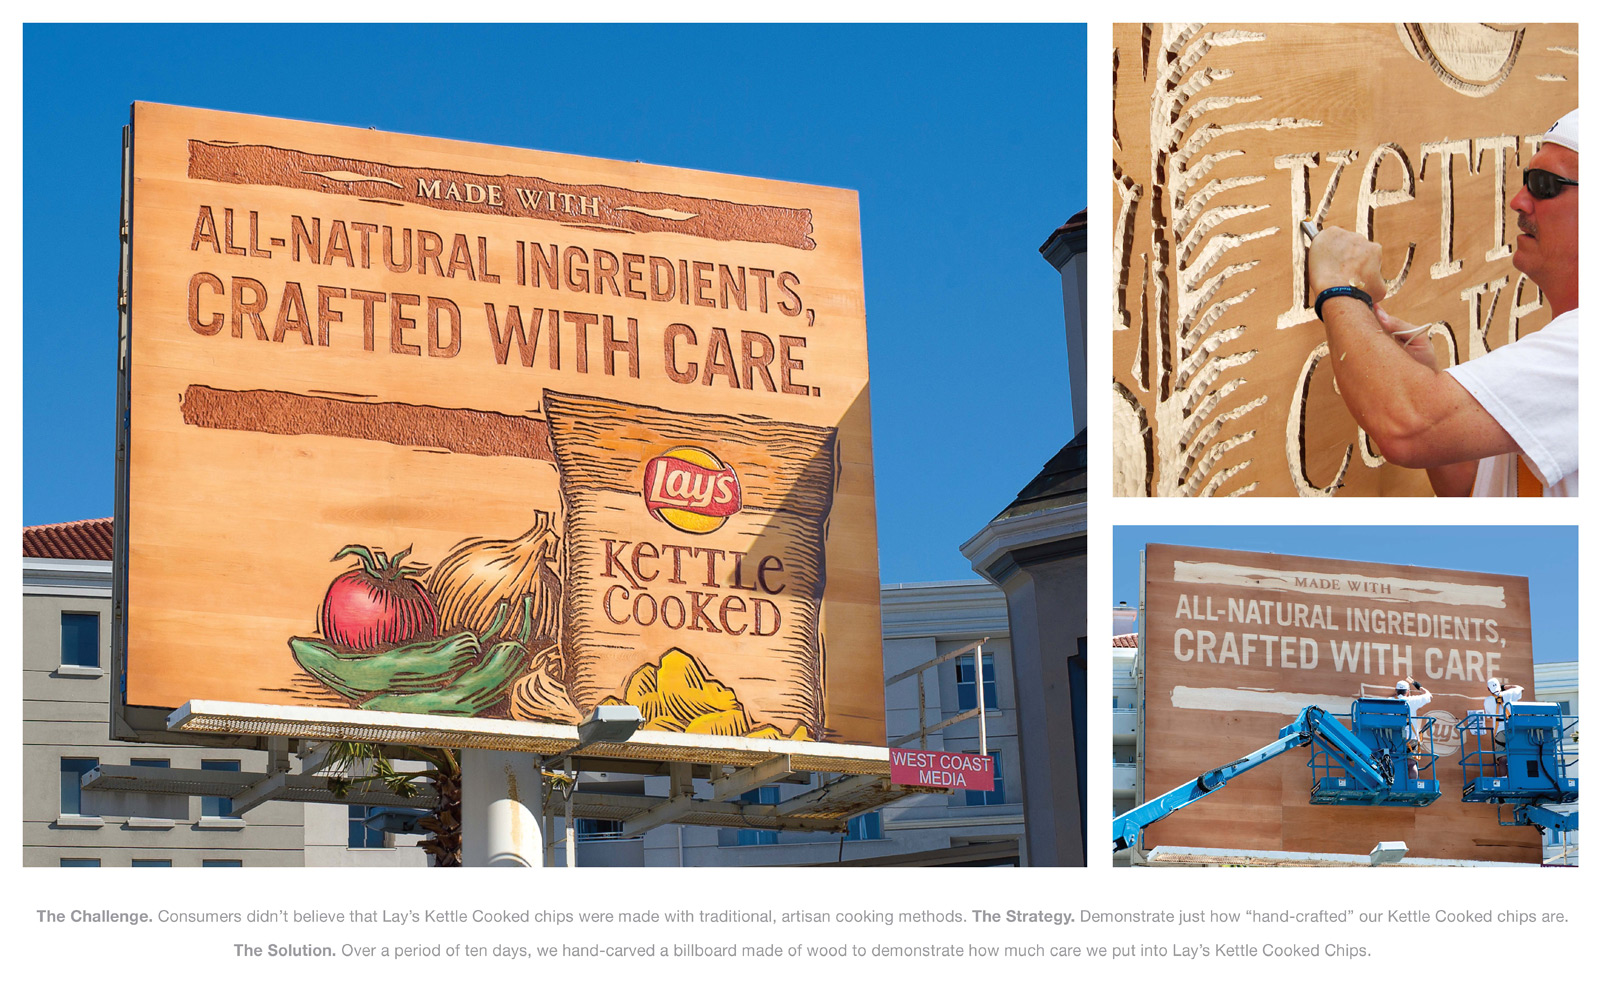 MADE WITH
ALL-NATURAL INGREDIENTS,
CRAFTED WITH CARE.
Lay's
KeTTLe
COOKeD
WEST COAST
MEDIA
KeTTL
COOKe
MADE WITH
ALL-NATURAL INGREDIENTS,
CRAFTED WITH CARE.
Lay's
The Challenge. Consumers didn't believe that Lay's Kettle Cooked chips were made with traditional, artisan cooking methods. The Strategy. Demonstrate just how “hand-crafted” our Kettle Cooked chips are.
The Solution. Over a period of ten days, we hand-carved a billboard made of wood to demonstrate how much care we put into Lay's Kettle Cooked Chips.